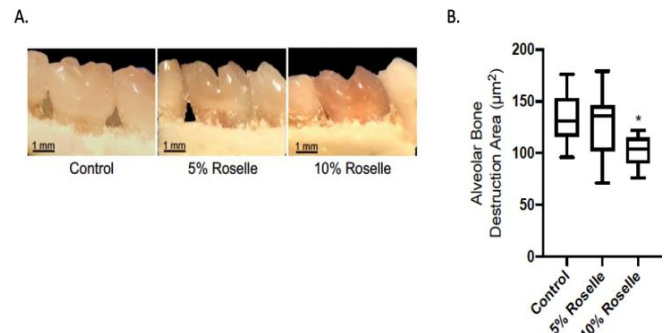 A.
1 mm
Control
1 mm
5% Roselle
1 mm
10% Roselle
B.
Alveolar Bone
Destruction Area (μm²)
200
150
100
50
0
*
Control
5% Roselle
10% Roselle